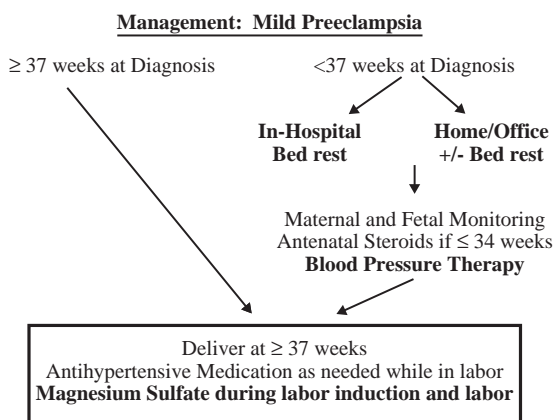 Management: Mild Preeclampsia
≥ 37 weeks at Diagnosis
<37 weeks at Diagnosis
In-Hospital
Bed rest
Home/Office
+/- Bed rest
Maternal and Fetal Monitoring
Antenatal Steroids if ≤ 34 weeks
Blood Pressure Therapy
Deliver at ≥ 37 weeks
Antihypertensive Medication as needed while in labor
Magnesium Sulfate during labor induction and labor